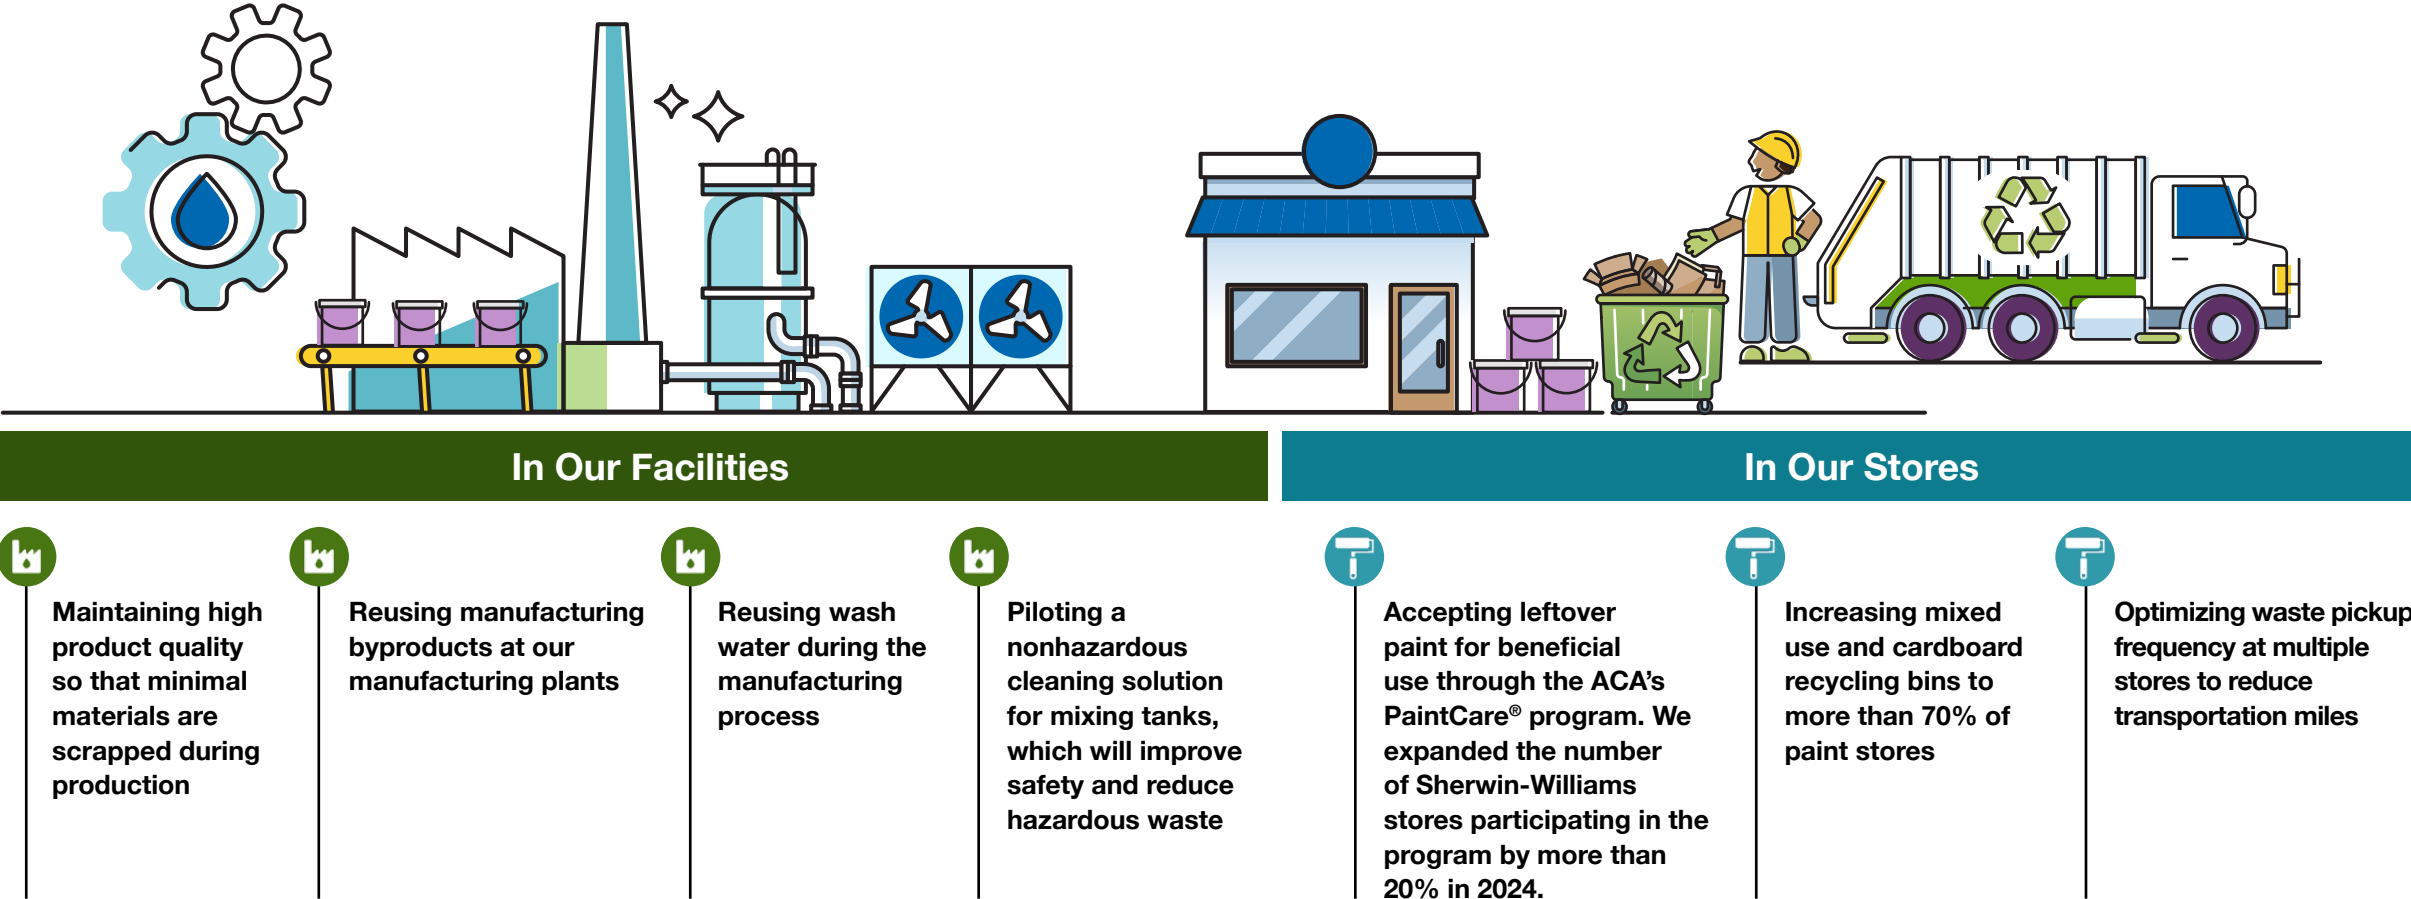 In Our Facilities
Maintaining high
product quality
so that minimal
materials are
scrapped during
production
Reusing manufacturing
byproducts at our
manufacturing plants
Reusing wash
water during the
manufacturing
process
Piloting a
nonhazardous
cleaning solution
for mixing tanks,
which will improve
safety and reduce
hazardous waste
In Our Stores
Accepting leftover
paint for beneficial
use through the ACA’s
PaintCare® program. We
expanded the number
of Sherwin-Williams
stores participating in the
program by more than
20% in 2024.
Increasing mixed
use and cardboard
recycling bins to
more than 70% of
paint stores
Optimizing waste pickup
frequency at multiple
stores to reduce
transportation miles